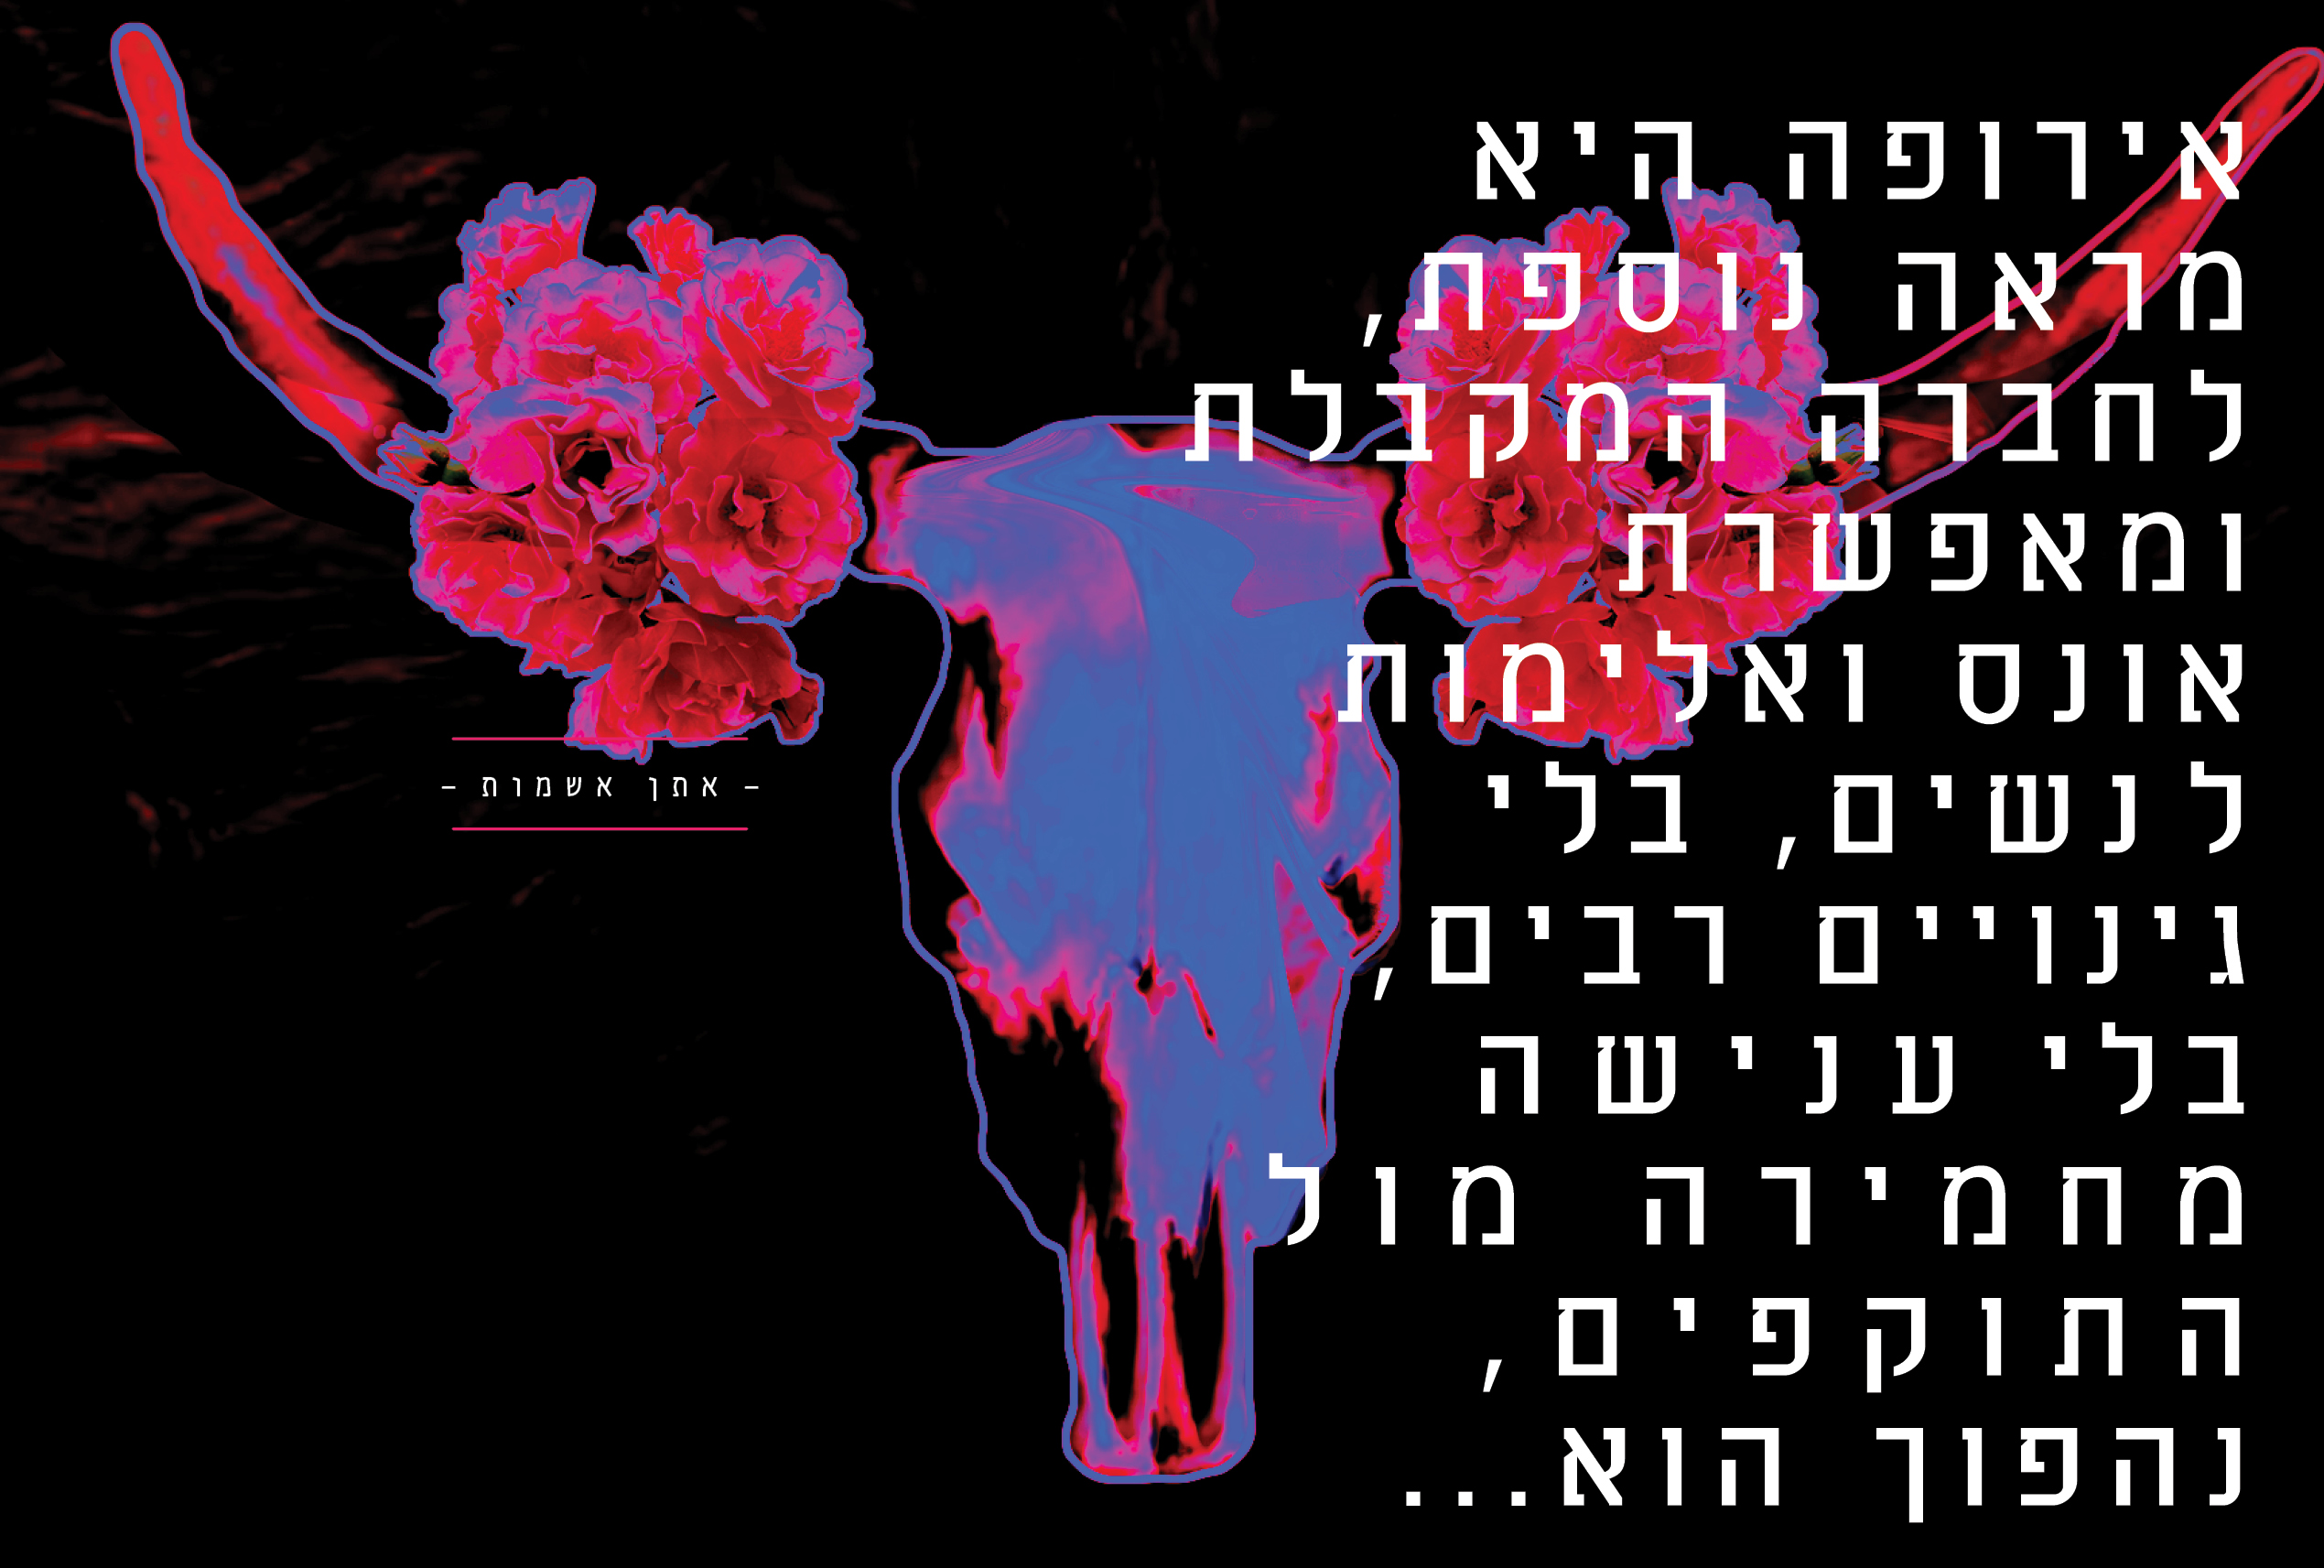 אירופה היא
מראה נוספת,
לחברה המקבלת
ומאפשרת
אונס ואלימות
לנשים, בלי
גינויים רבים,
בלי ענישה
מחמירה מול
התוקפים,
נהפוך הוא...
- אתן אשמות -